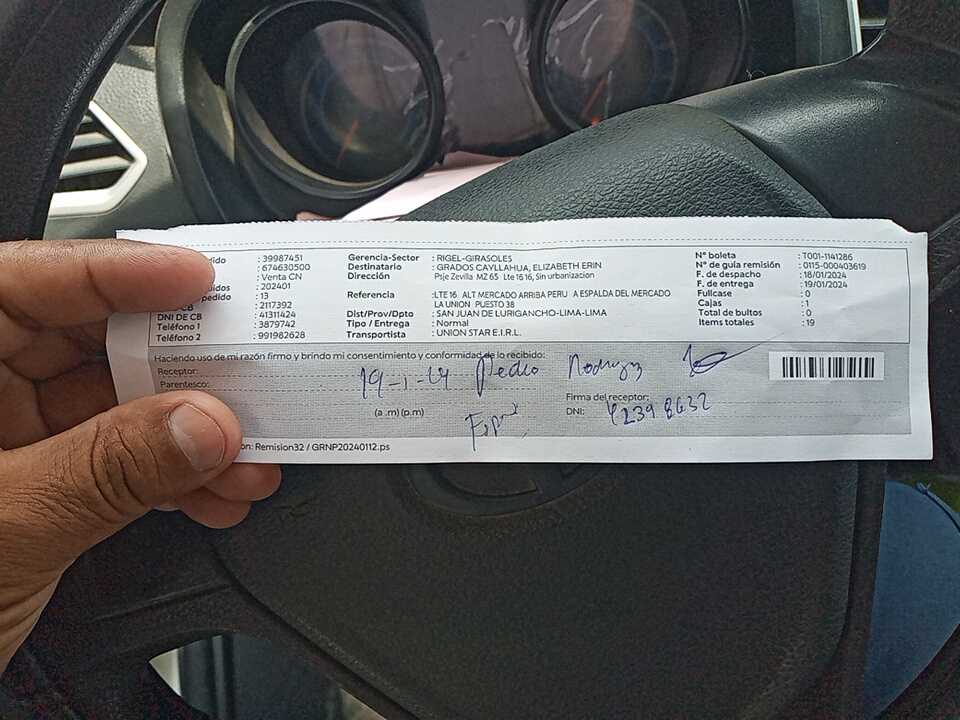 dido : 39987451
: 674630500
: Venta CN
idos : 202401
pedido : 13
CB : 2117392
DNI DE CB : 41311424
Teléfono 1 : 3879742
Teléfono 2 : 991982628
Gerencia-Sector : RIGEL-GIRASOLES
Destinatario : GRADOS CAYLLAHUA, ELIZABETH ERIN
Dirección Psje Zevilla MZ 65 Lte 16 16, Sin urbanizacion
Referencia :LTE 16 ALT MERCADO ARRIBA PERU A ESPALDA DEL MERCADO
LA UNION PUESTO 38
Dist/Prov/Dpto : SAN JUAN DE LURIGANCHO-LIMA-LIMA
Tipo / Entrega : Normal
Transportista : UNION STAR E.I.R.L.
N° boleta : T001-1141286
N° de guía remisión : 0115-000403619
F. de despacho : 18/01/2024
F. de entrega : 19/01/2024
Fullcase : 0
Cajas : 1
Total de bultos : 0
Items totales : 19
Haciendo uso de mi razón firmo y brindo mi consentimiento y conformidad de lo recibido:
Receptor: 19-1-24 Pedro
Parentesco:
(a .m) (p.m)
Firma del receptor:
DNI: 42398632
on: Remision32 / GRNP20240112.ps